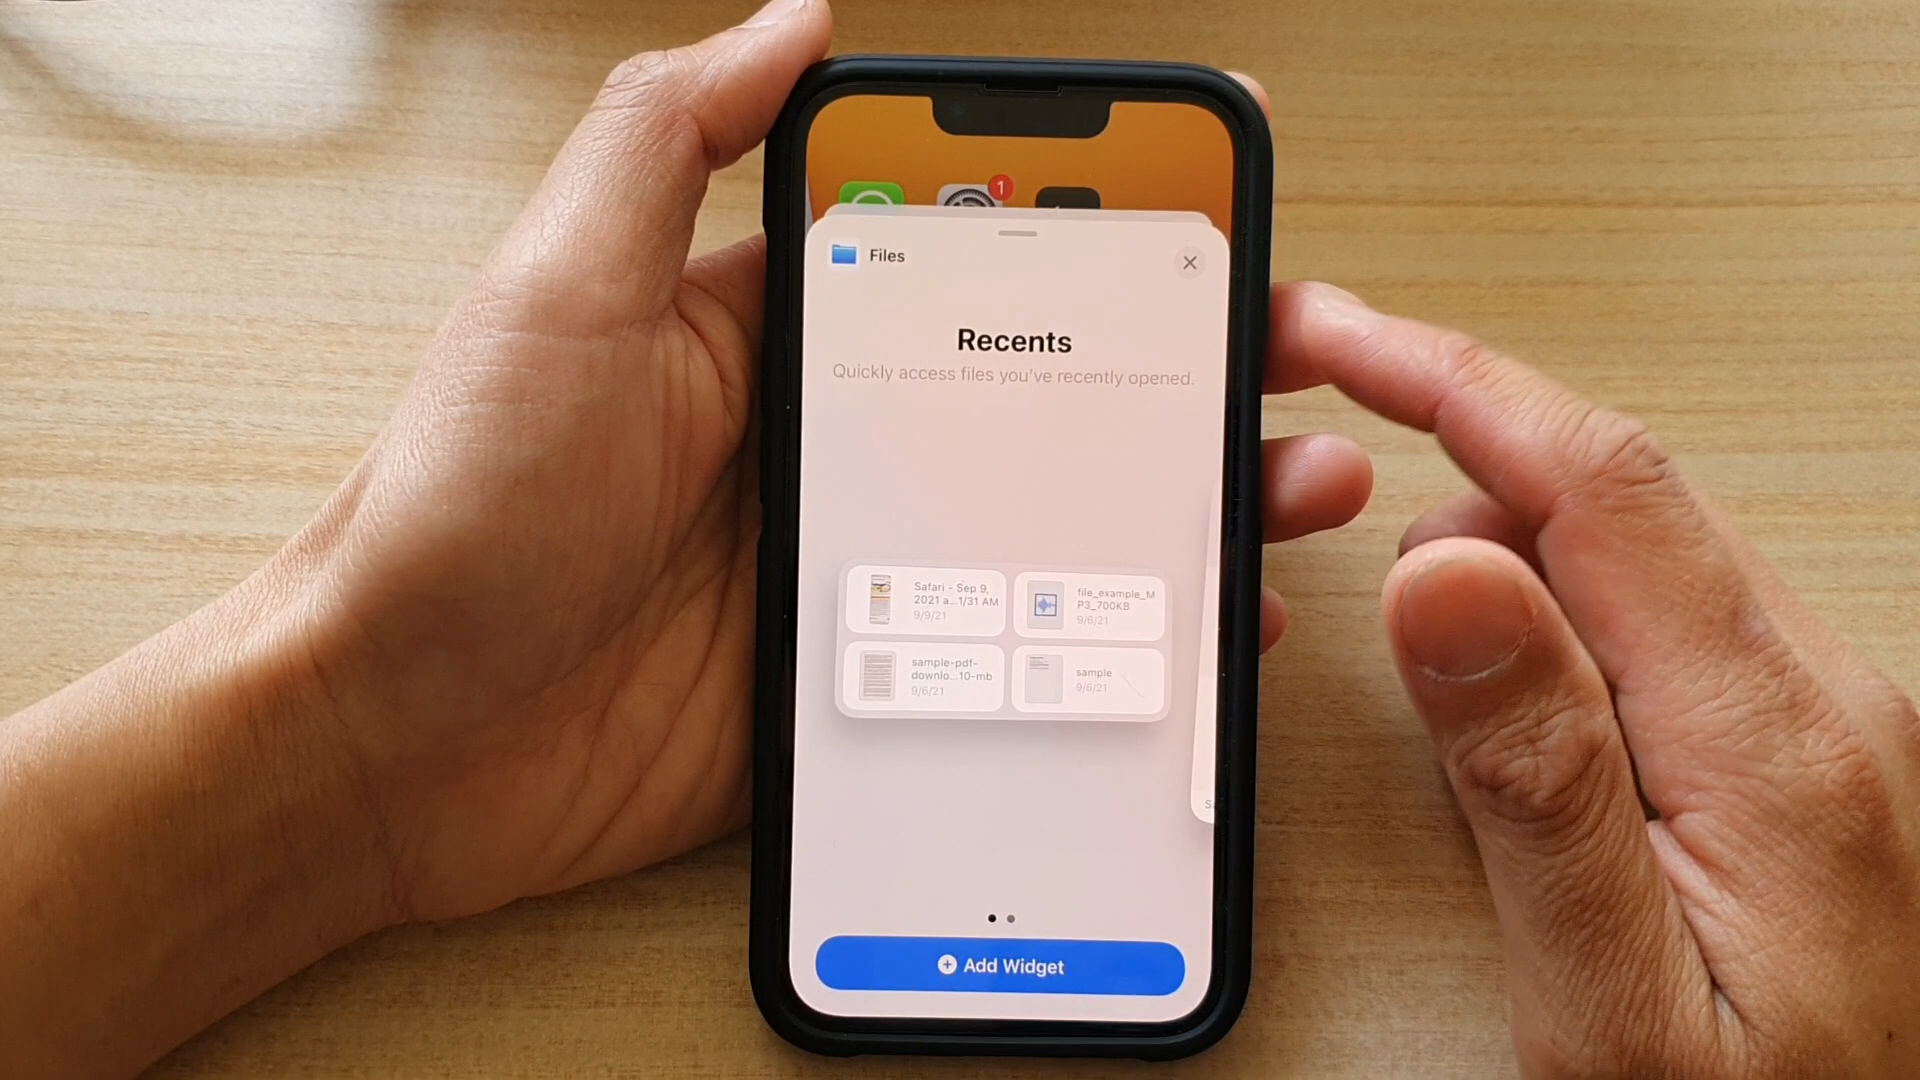 1
Files
Recents
Quickly access files you've recently opened.
Safari - Sep 9,
2021 a...1/31 AM
9/9/21
file_example_M
P3_700KB
9/6/21
sample-pdf-
downlo...10-mb
9/6/21
sample
9/6/21
Add Widget